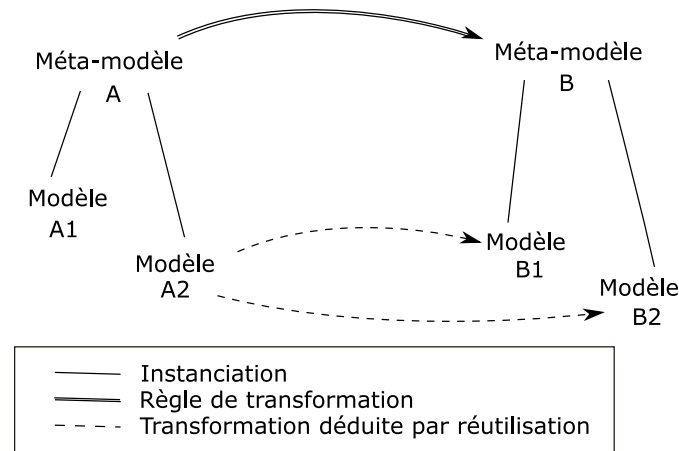 Méta-modèle
A
Méta-modèle
B
Modèle
A1
Modèle
A2
Modèle
B1
Modèle
B2
Instanciation
Règle de transformation
Transformation déduite par réutilisation